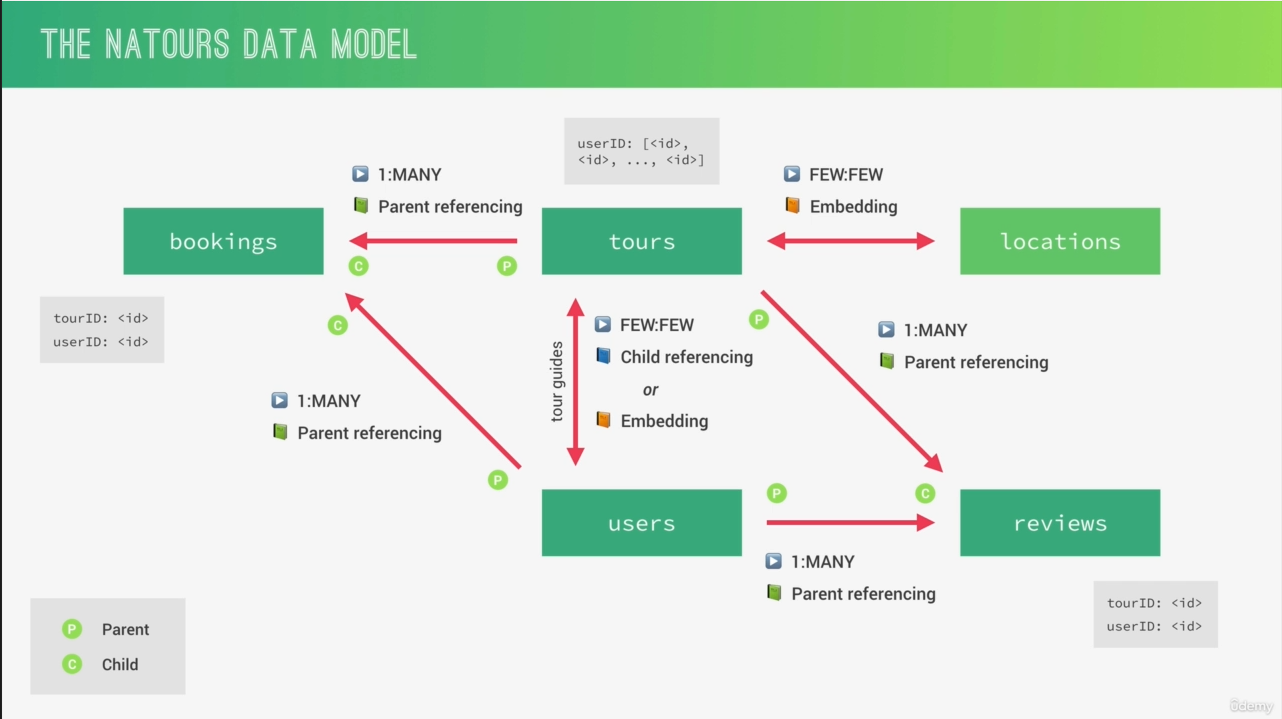 THE NATOURS DATA MODEL
userID: [<id>,
<id>, ..., <id>]
1:MANY
Parent referencing
FEW:FEW
Embedding
bookings
tours
locations
C
P
tourID: <id>
userID: <id>
C
1:MANY
Parent referencing
P
tour guides
FEW:FEW
Child referencing
or
Embedding
P
1:MANY
Parent referencing
users
P
C
reviews
1:MANY
Parent referencing
tourID: <id>
userID: <id>
P Parent
C Child
ûdemy